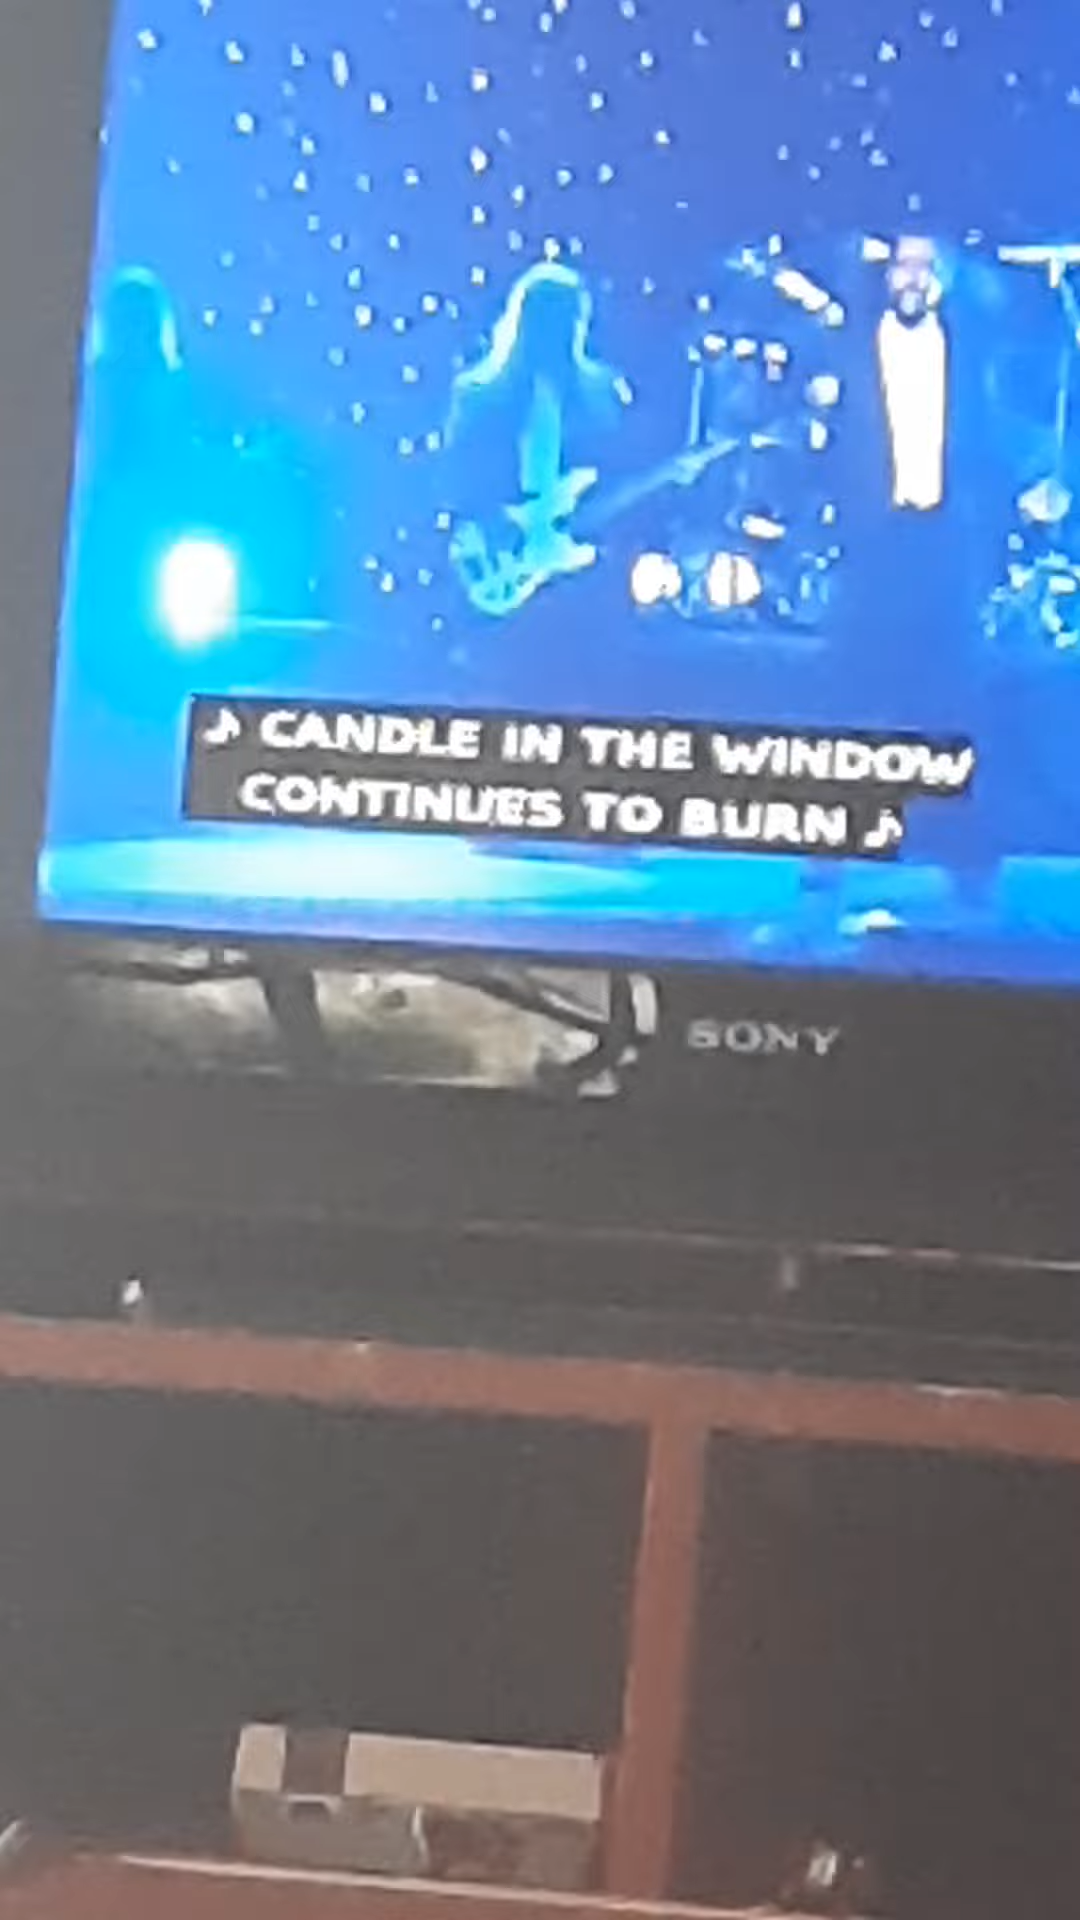 ♪ CANDLE IN THE WINDOW
CONTINUES TO BURN ♪
SONY